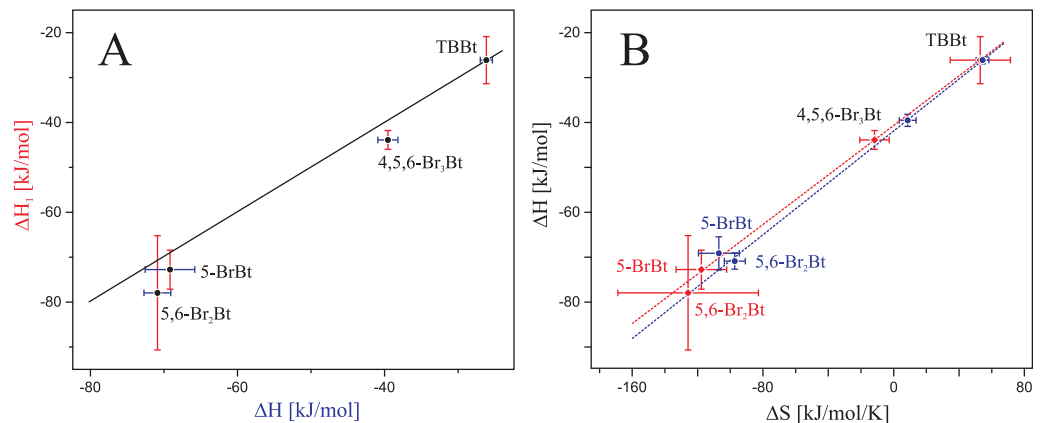 A
TBBt
4,5,6-Br₃Bt
5-BrBt
5,6-Br₂Bt
-20
-40
-60
-80
ΔH₁ [kJ/mol]
-80
-60
-40
ΔH [kJ/mol]
B
TBBt
4,5,6-Br₃Bt
5-BrBt
5,6-Br₂Bt
5-BrBt
5,6-Br₂Bt
-20
-40
-60
-80
ΔH [kJ/mol]
-160
-80
0
80
ΔS [kJ/mol/K]